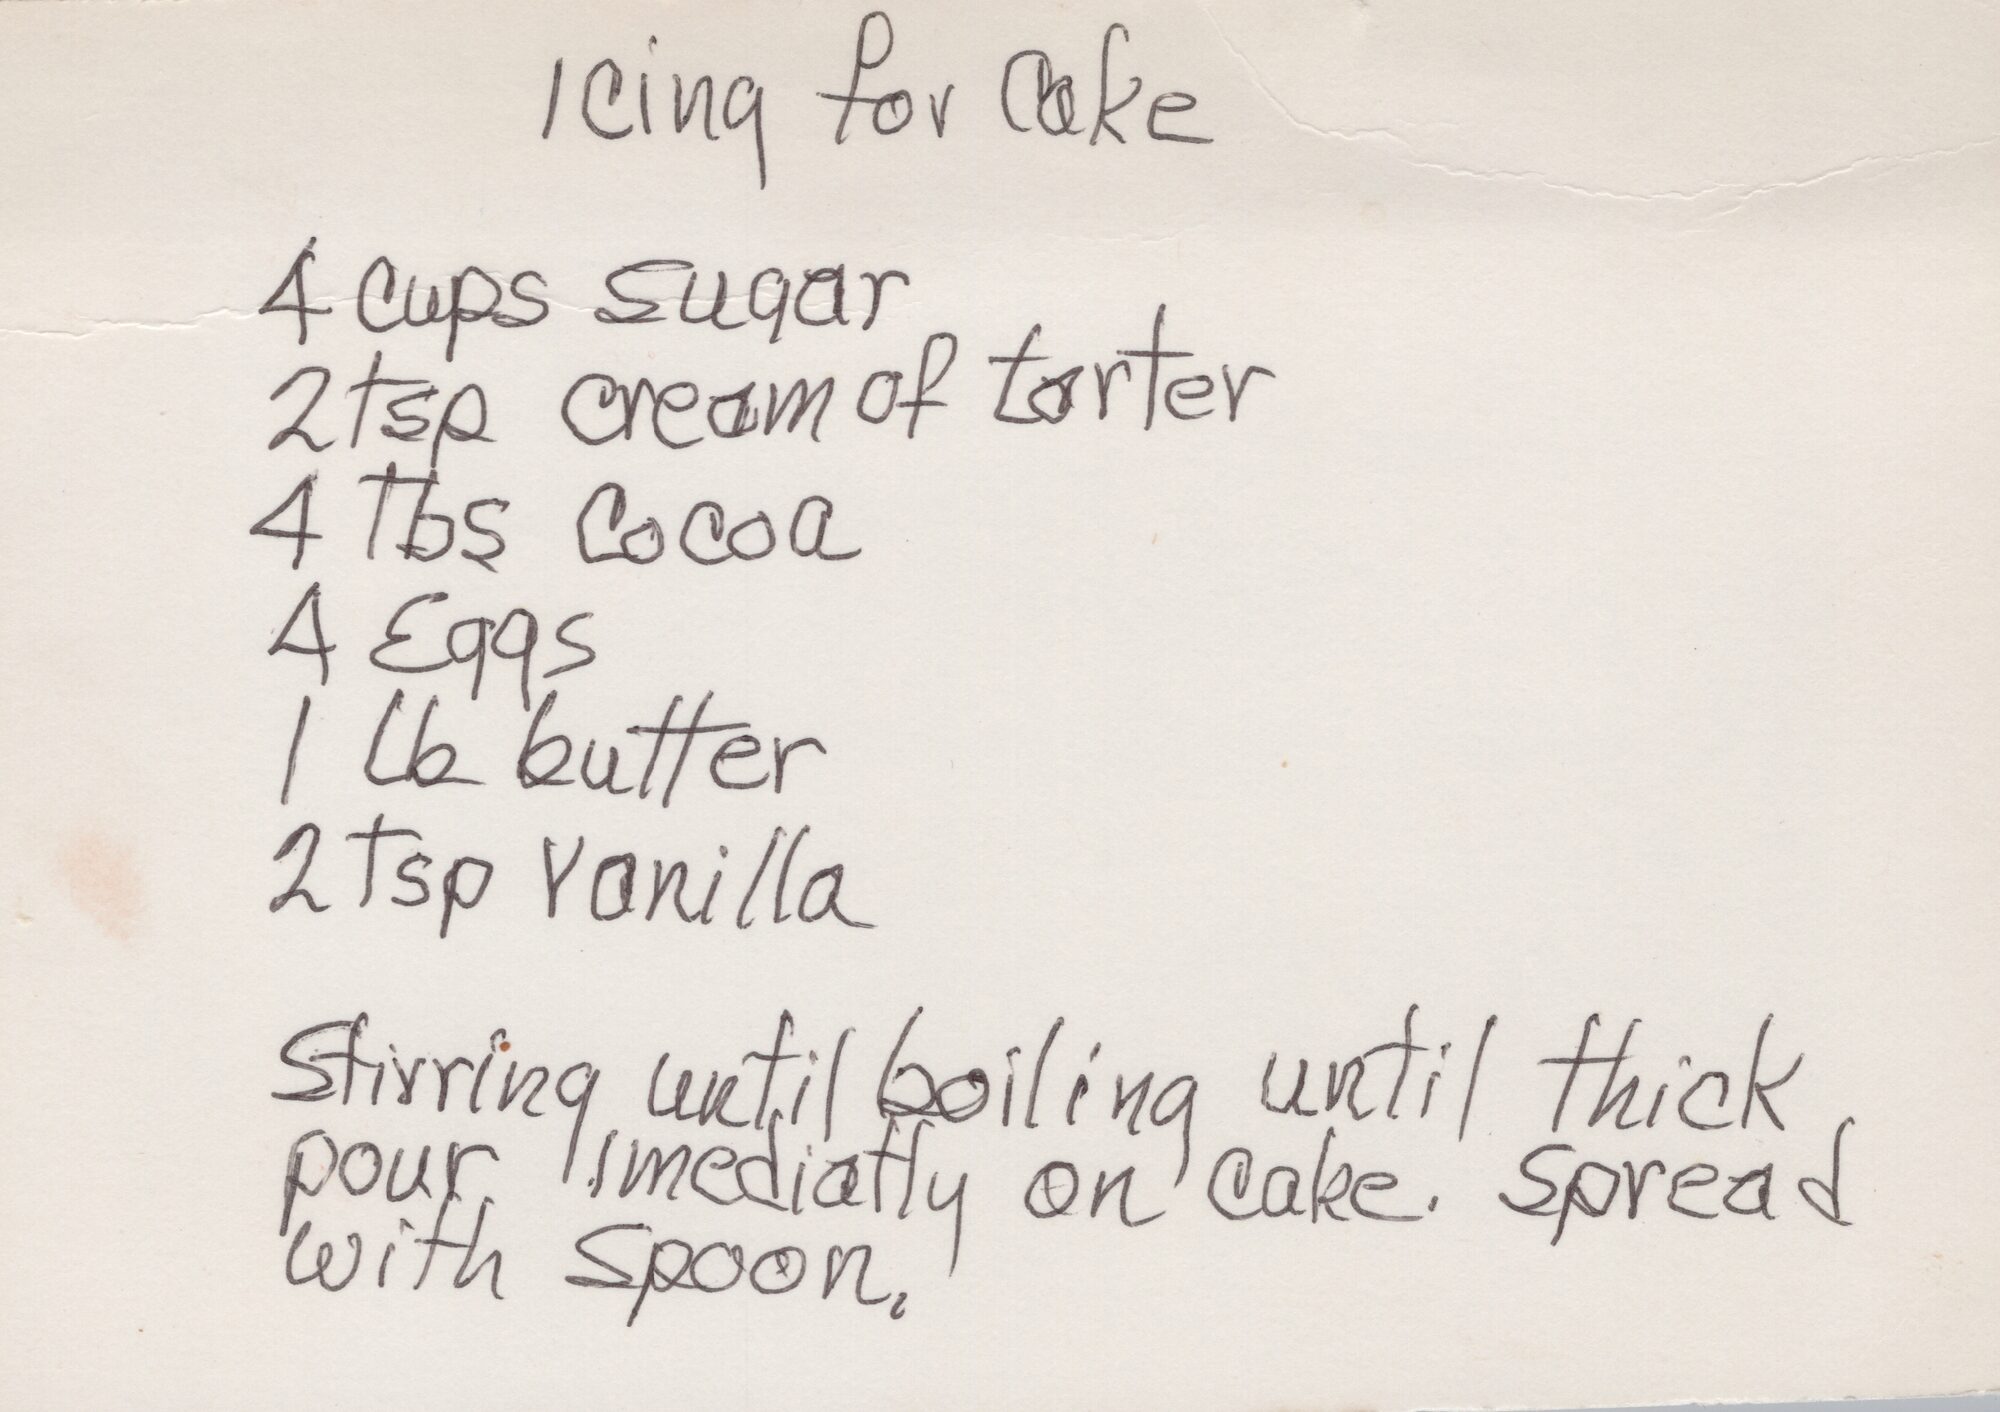 Icing for Cake
4 cups sugar
2 tsp cream of torter
4 Tbs Cocoa
4 Eggs
1 lb butter
2 Tsp Vanilla
Stirring until boiling until thick
pour imediatly on cake. Spread
with spoon.